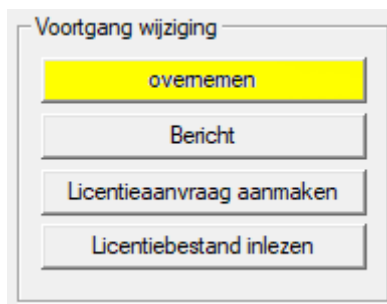 Voortgang wijziging
overnemen
Bericht
Licentieaanvraag aanmaken
Licentiebestand inlezen